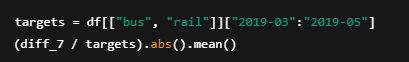 targets = df[["bus", "rail"]]["2019-03":"2019-05"]
(diff_7 / targets).abs().mean()